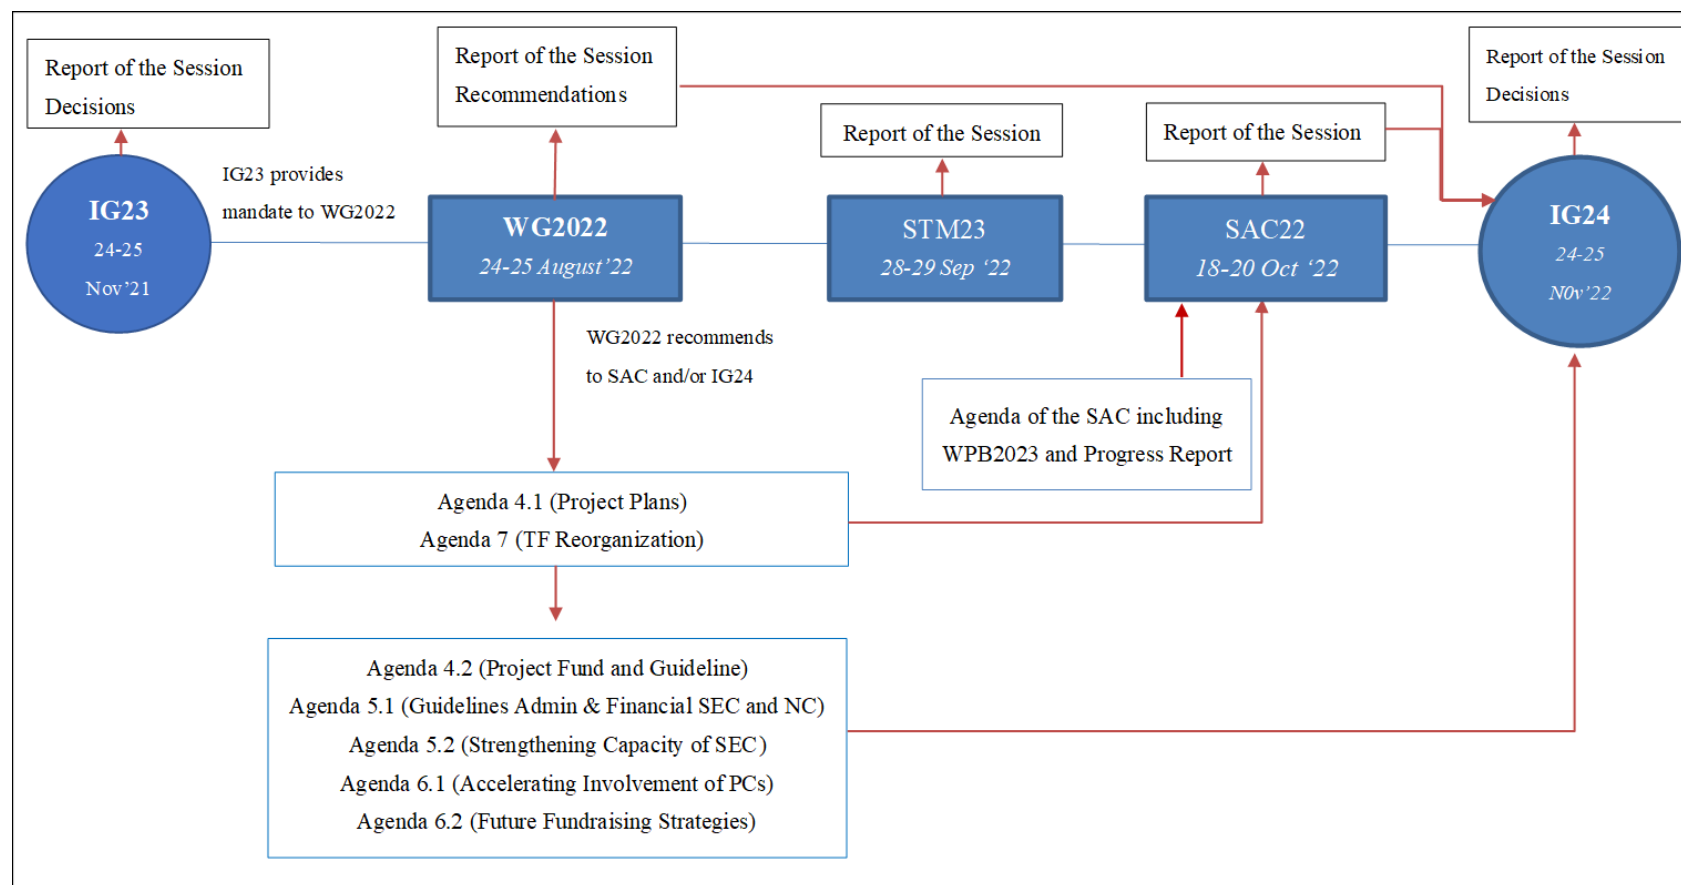 Report of the Session
Decisions
Report of the Session
Recommendations
Report of the Session
Report of the Session
Report of the Session
Decisions
IG23
24-25
Nov’21
IG23 provides
mandate to WG2022
WG2022
24-25 August’22
STM23
28-29 Sep ‘22
SAC22
18-20 Oct ‘22
IG24
24-25
N0v’22
WG2022 recommends
to SAC and/or IG24
Agenda of the SAC including
WPB2023 and Progress Report
Agenda 4.1 (Project Plans)
Agenda 7 (TF Reorganization)
Agenda 4.2 (Project Fund and Guideline)
Agenda 5.1 (Guidelines Admin & Financial SEC and NC)
Agenda 5.2 (Strengthening Capacity of SEC)
Agenda 6.1 (Accelerating Involvement of PCs)
Agenda 6.2 (Future Fundraising Strategies)